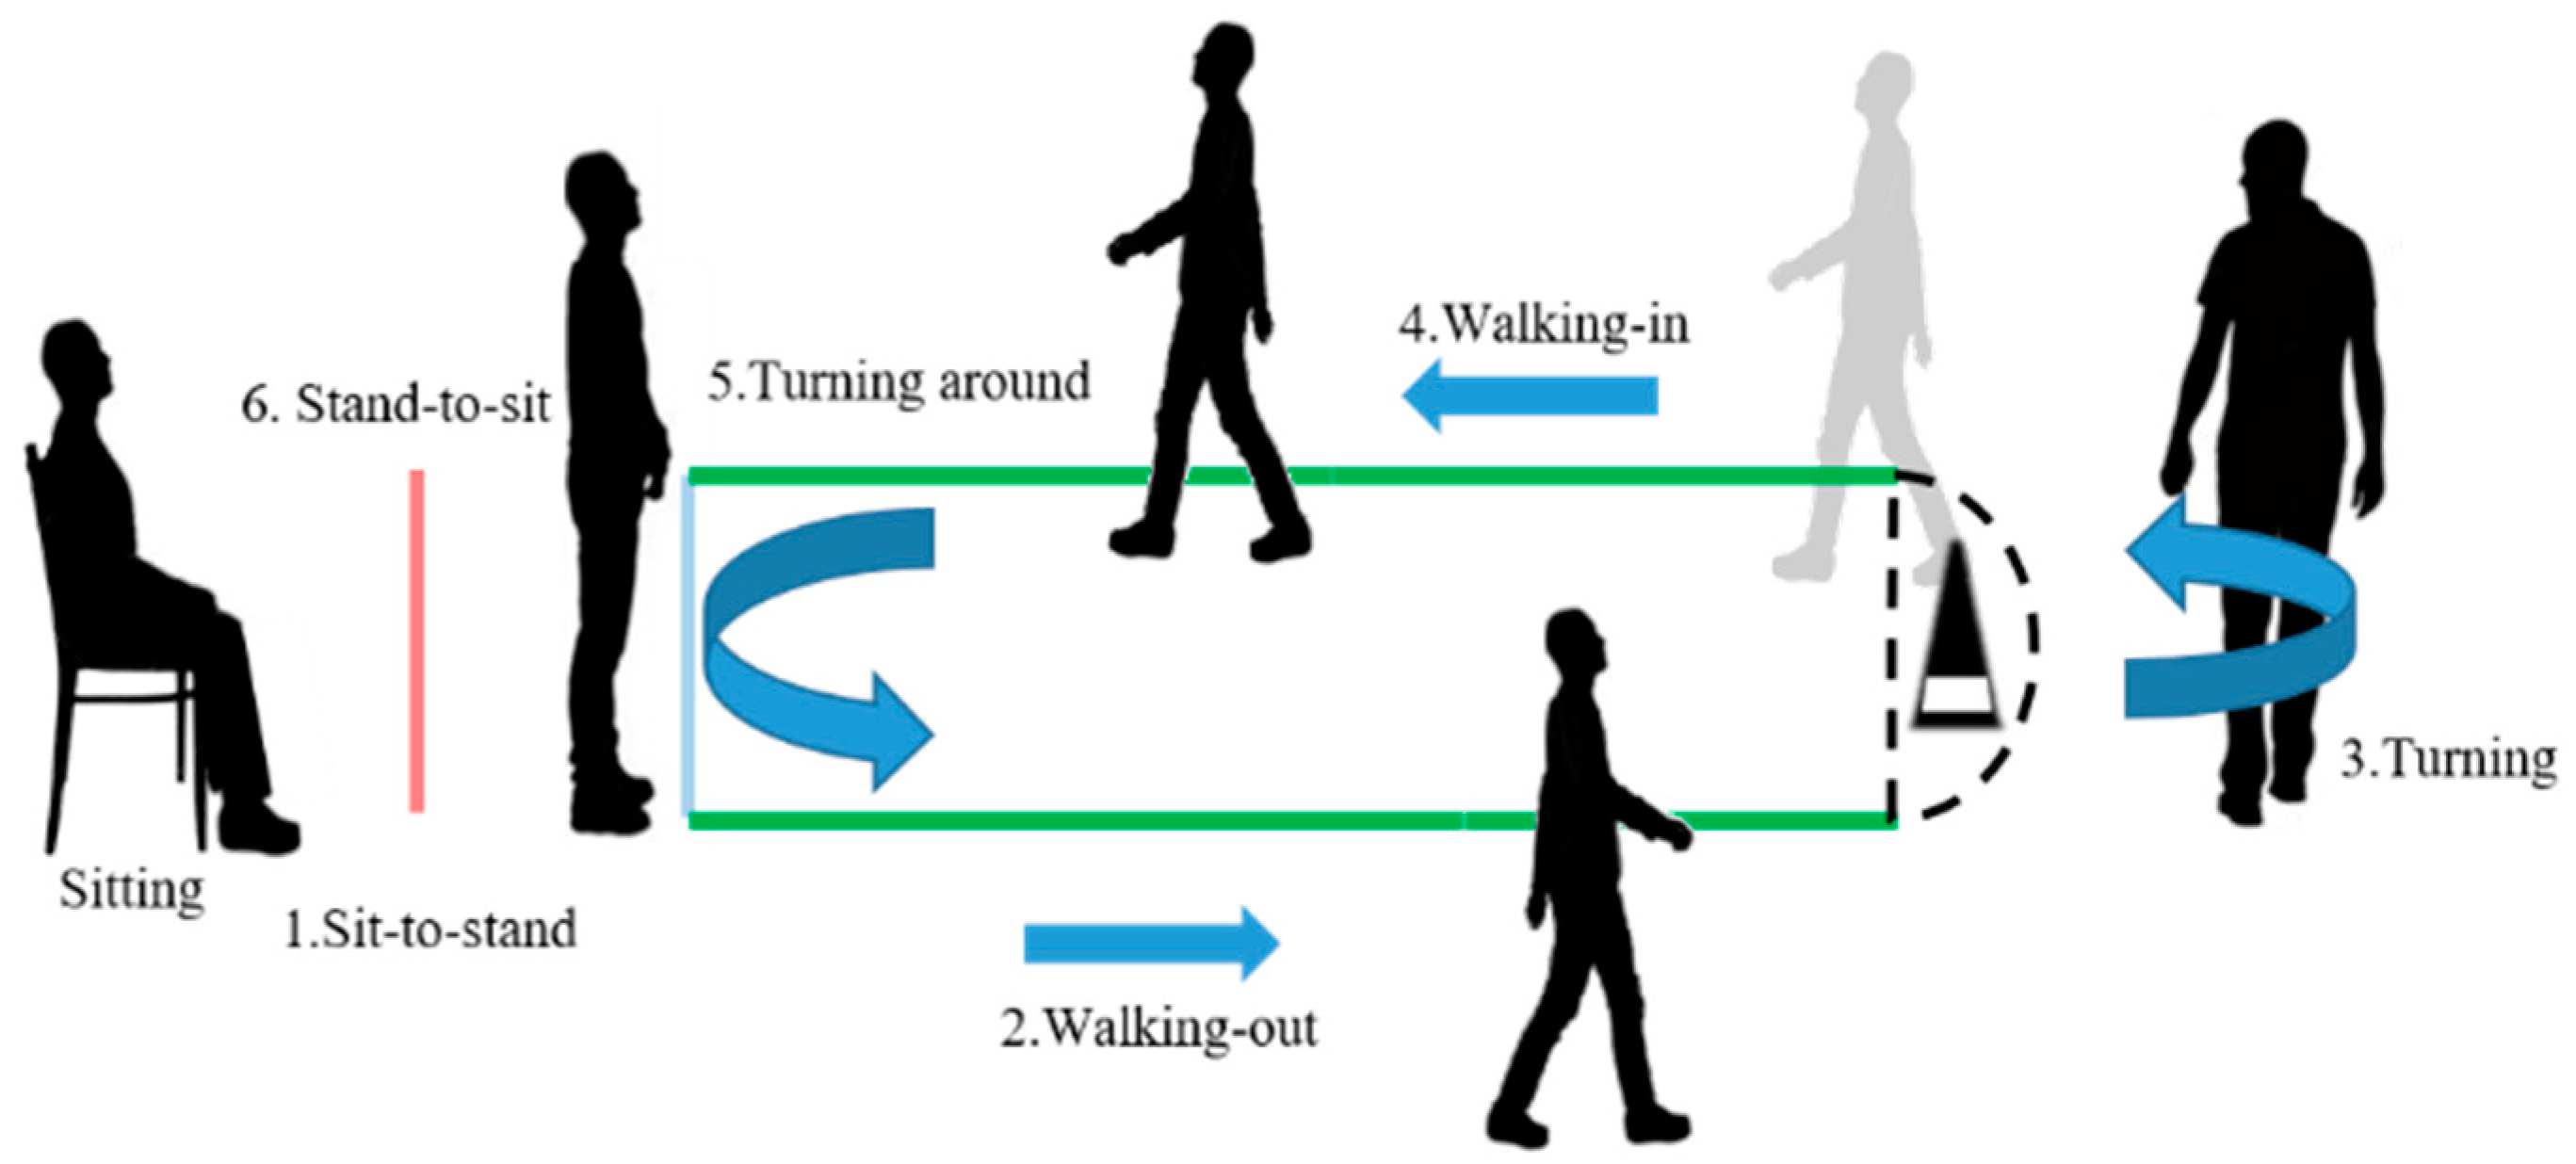 4.Walking-in
5.Turning around
6. Stand-to-sit
3.Turning
Sitting
1.Sit-to-stand
2.Walking-out